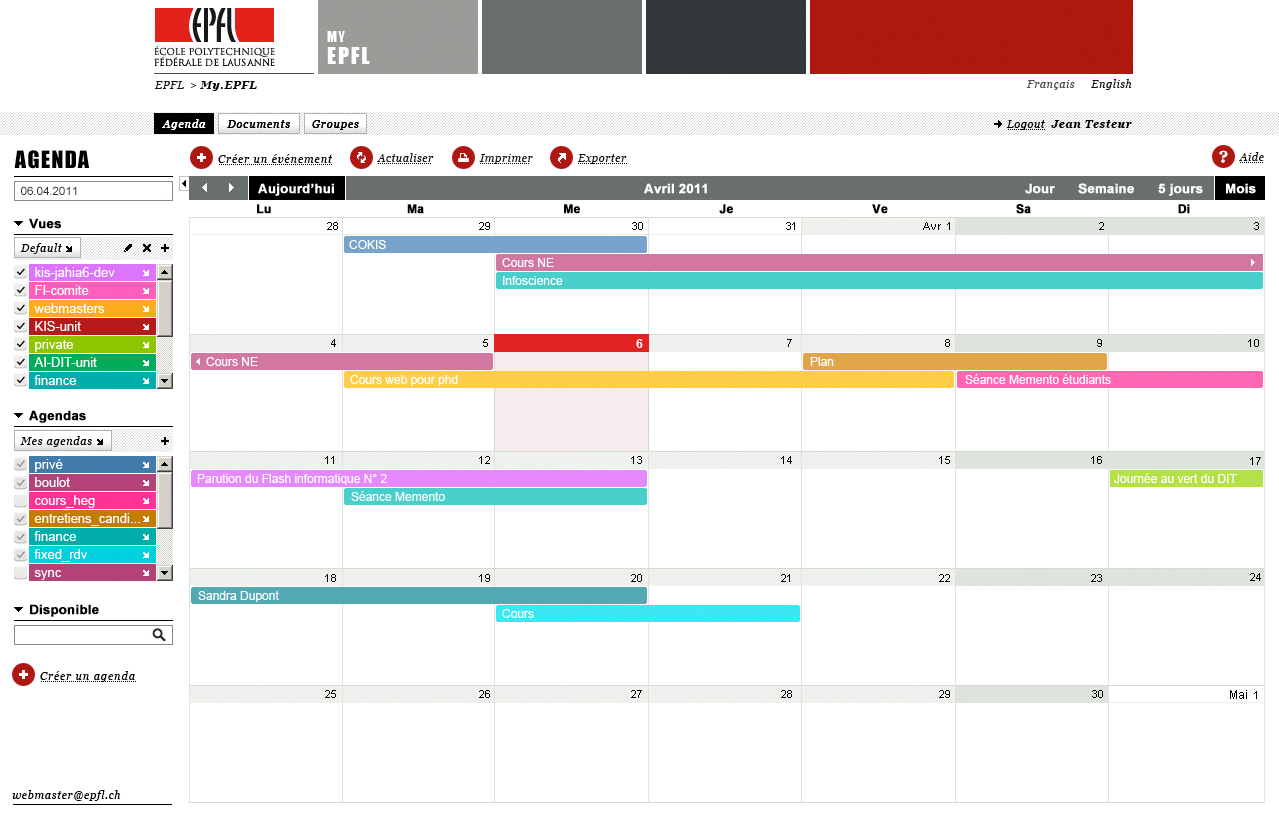 EPFL
ÉCOLE POLYTECHNIQUE
FÉDÉRALE DE LAUSANNE
MY
EPFL
EPFL > My.EPFL
Français English
Agenda Documents Groupes
Logout Jean Testeur
AGENDA
06.04.2011
Vues
Default
kis-jahia6-dev
FI-comite
webmasters
KIS-unit
private
AI-DIT-unit
finance
Agendas
Mes agendas
privé
boulot
cours_heg
entretiens_candi...
finance
fixed_rdv
sync
Disponible
Créer un agenda
webmaster@epfl.ch
Créer un événement Actualiser Imprimer Exporter
? Aide
Aujourd'hui Avril 2011 Jour Semaine 5 jours Mois
Lu Ma Me Je Ve Sa Di
28 29 30 31 Avr 1 2 3
COKIS
Cours NE
Infoscience
4 5 6 7 8 9 10
Cours NE Plan
Cours web pour phd Séance Memento étudiants
11 12 13 14 15 16 17
Parution du Flash informatique N° 2 Journée au vert du DIT
Séance Memento
18 19 20 21 22 23 24
Sandra Dupont
Cours
25 26 27 28 29 30 Mai 1